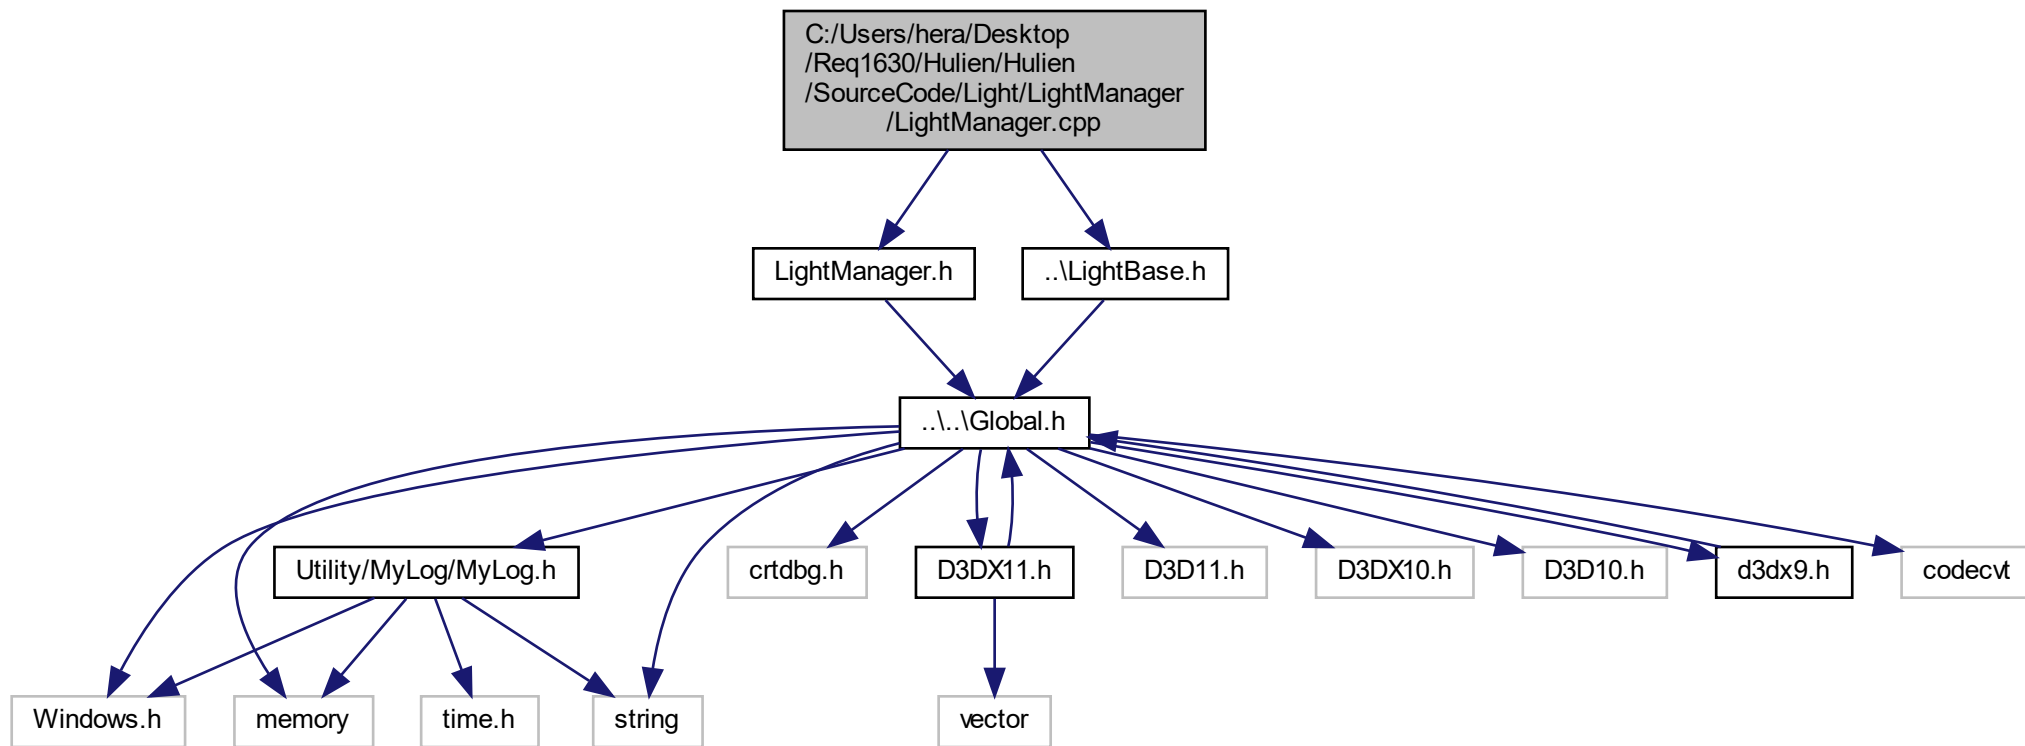 C:/Users/hera/Desktop
/Req1630/Hulien/Hulien
/SourceCode/Light/LightManager
/LightManager.cpp
LightManager.h
..\LightBase.h
..\..\Global.h
Utility/MyLog/MyLog.h
crtdbg.h
D3DX11.h
D3D11.h
D3DX10.h
D3D10.h
d3dx9.h
codecvt
Windows.h
memory
time.h
string
vector